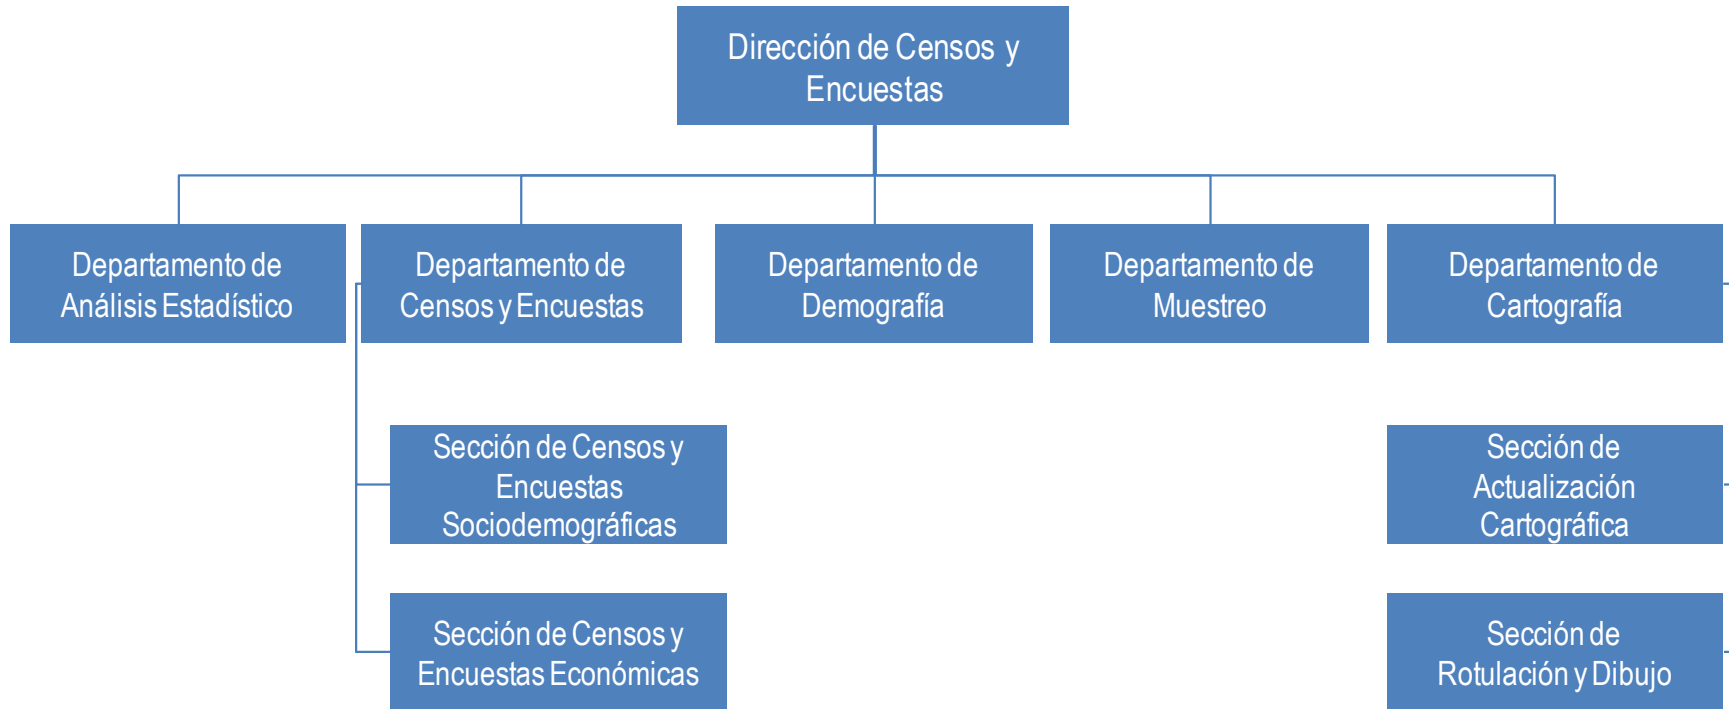 Dirección de Censos y
Encuestas
Departamento de
Análisis Estadístico
Departamento de
Censos y Encuestas
Departamento de
Demografía
Departamento de
Muestreo
Departamento de
Cartografía
Sección de Censos y
Encuestas
Sociodemográficas
Sección de
Actualización
Cartográfica
Sección de Censos y
Encuestas Económicas
Sección de
Rotulación y Dibujo